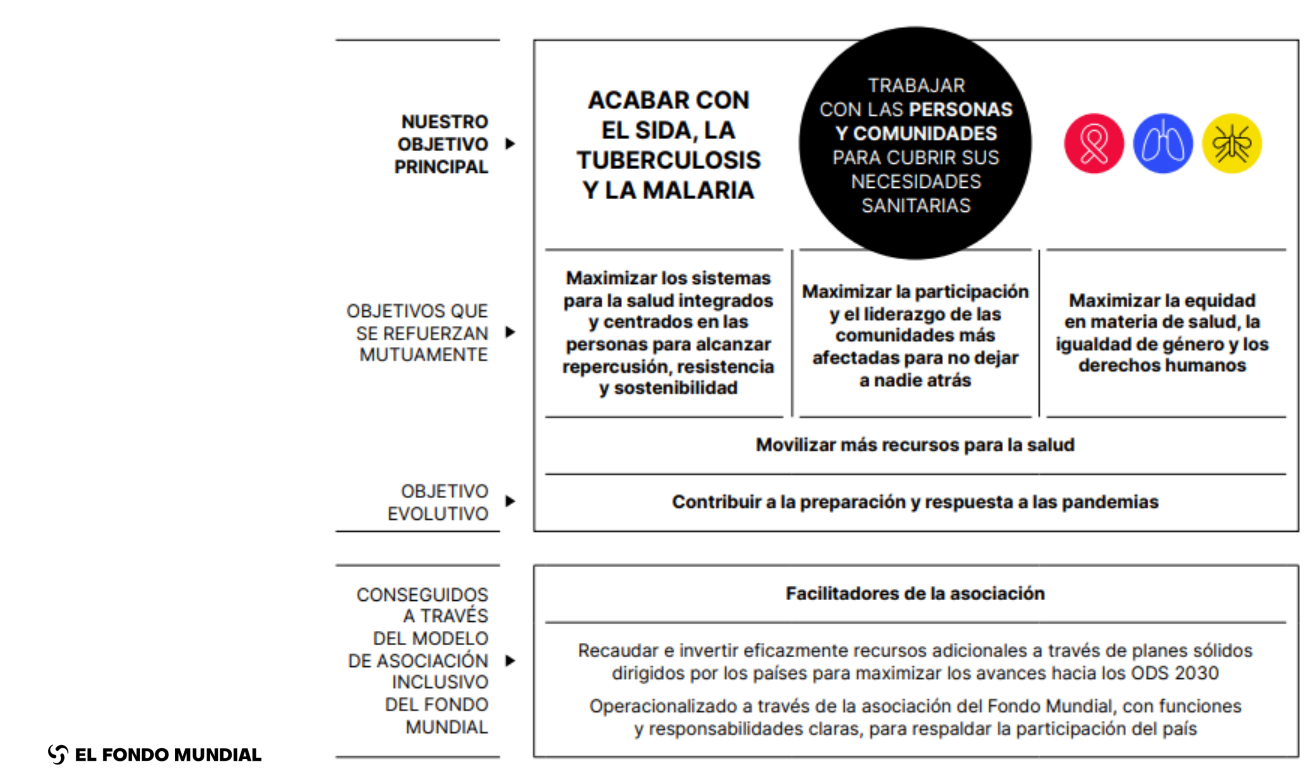 NUESTRO
OBJETIVO
PRINCIPAL
ACABAR CON
EL SIDA, LA
TUBERCULOSIS
Y LA MALARIA
TRABAJAR
CON LAS PERSONAS
Y COMUNIDADES
PARA CUBRIR SUS
NECESIDADES
SANITARIAS
OBJETIVOS QUE
SE REFUERZAN
MUTUAMENTE
Maximizar los sistemas
para la salud integrados
y centrados en las
personas para alcanzar
repercusión, resistencia
y sostenibilidad
Maximizar la participación
y el liderazgo de las
comunidades más
afectadas para no dejar
a nadie atrás
Maximizar la equidad
en materia de salud, la
igualdad de género y los
derechos humanos
Movilizar más recursos para la salud
OBJETIVO
EVOLUTIVO
Contribuir a la preparación y respuesta a las pandemias
CONSEGUIDOS
A TRAVÉS
DEL MODELO
DE ASOCIACIÓN
INCLUSIVO
DEL FONDO
MUNDIAL
Facilitadores de la asociación
Recaudar e invertir eficazmente recursos adicionales a través de planes sólidos
dirigidos por los países para maximizar los avances hacia los ODS 2030
Operacionalizado a través de la asociación del Fondo Mundial, con funciones
y responsabilidades claras, para respaldar la participación del país
EL FONDO MUNDIAL